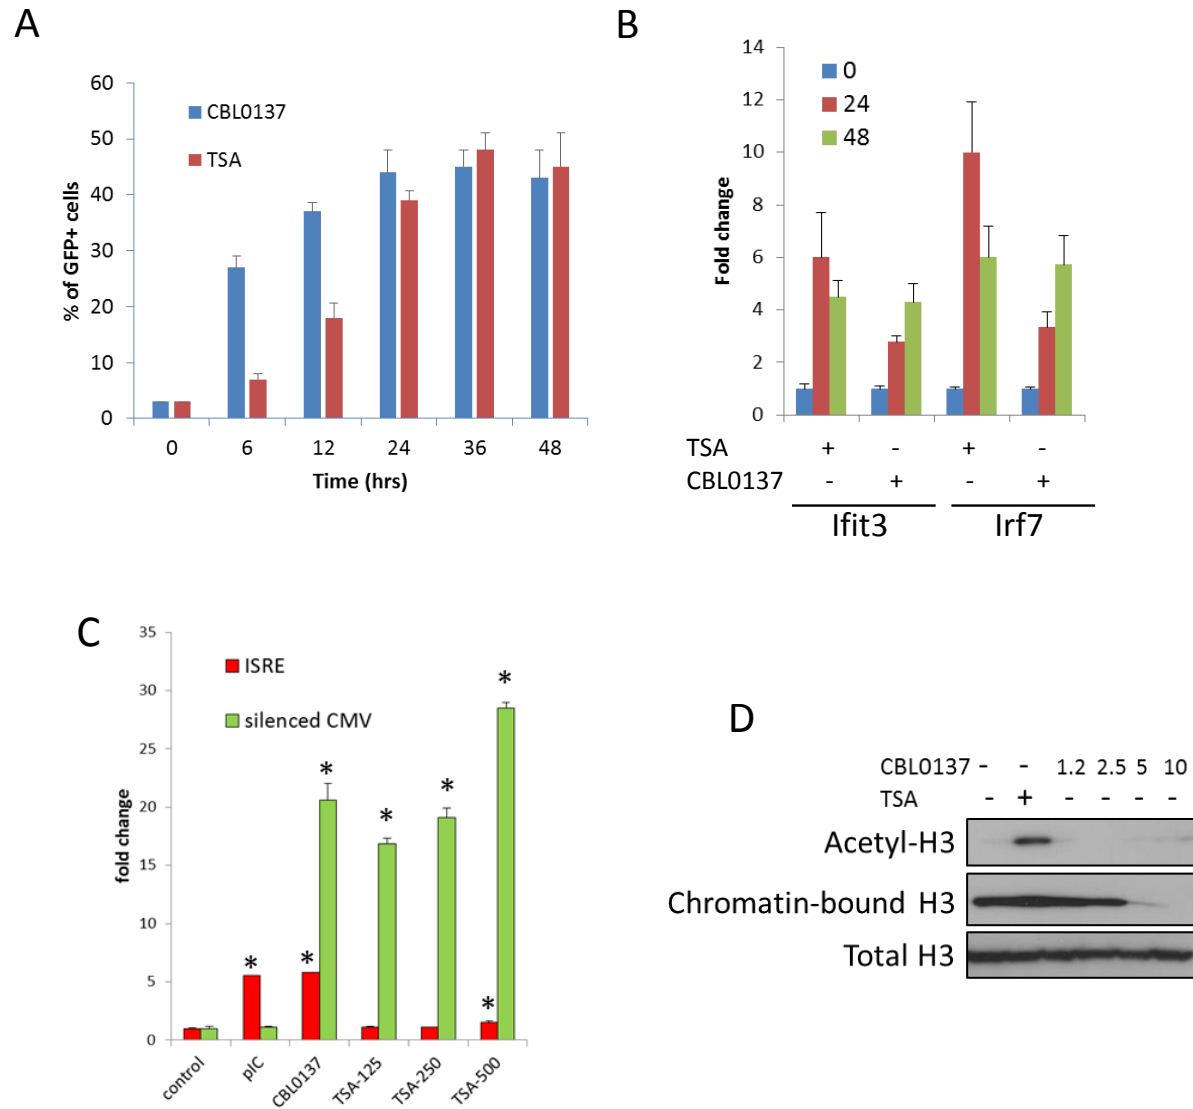 A
60
50
40
30
20
10
0
% of GFP+ cells
CBL0137
TSA
0 6 12 24 36 48
Time (hrs)
B
14
12
10
8
6
4
2
0
Fold change
0
24
48
TSA + - + -
CBL0137 - + - +
Ifit3 Irf7
C
35
30
25
20
15
10
5
0
fold change
ISRE
silenced CMV
* * * * * * *
control pIC CBL0137 TSA-125 TSA-250 TSA-500
D
CBL0137 - - 1.2 2.5 5 10
TSA - + - - - -
Acetyl-H3
Chromatin-bound H3
Total H3